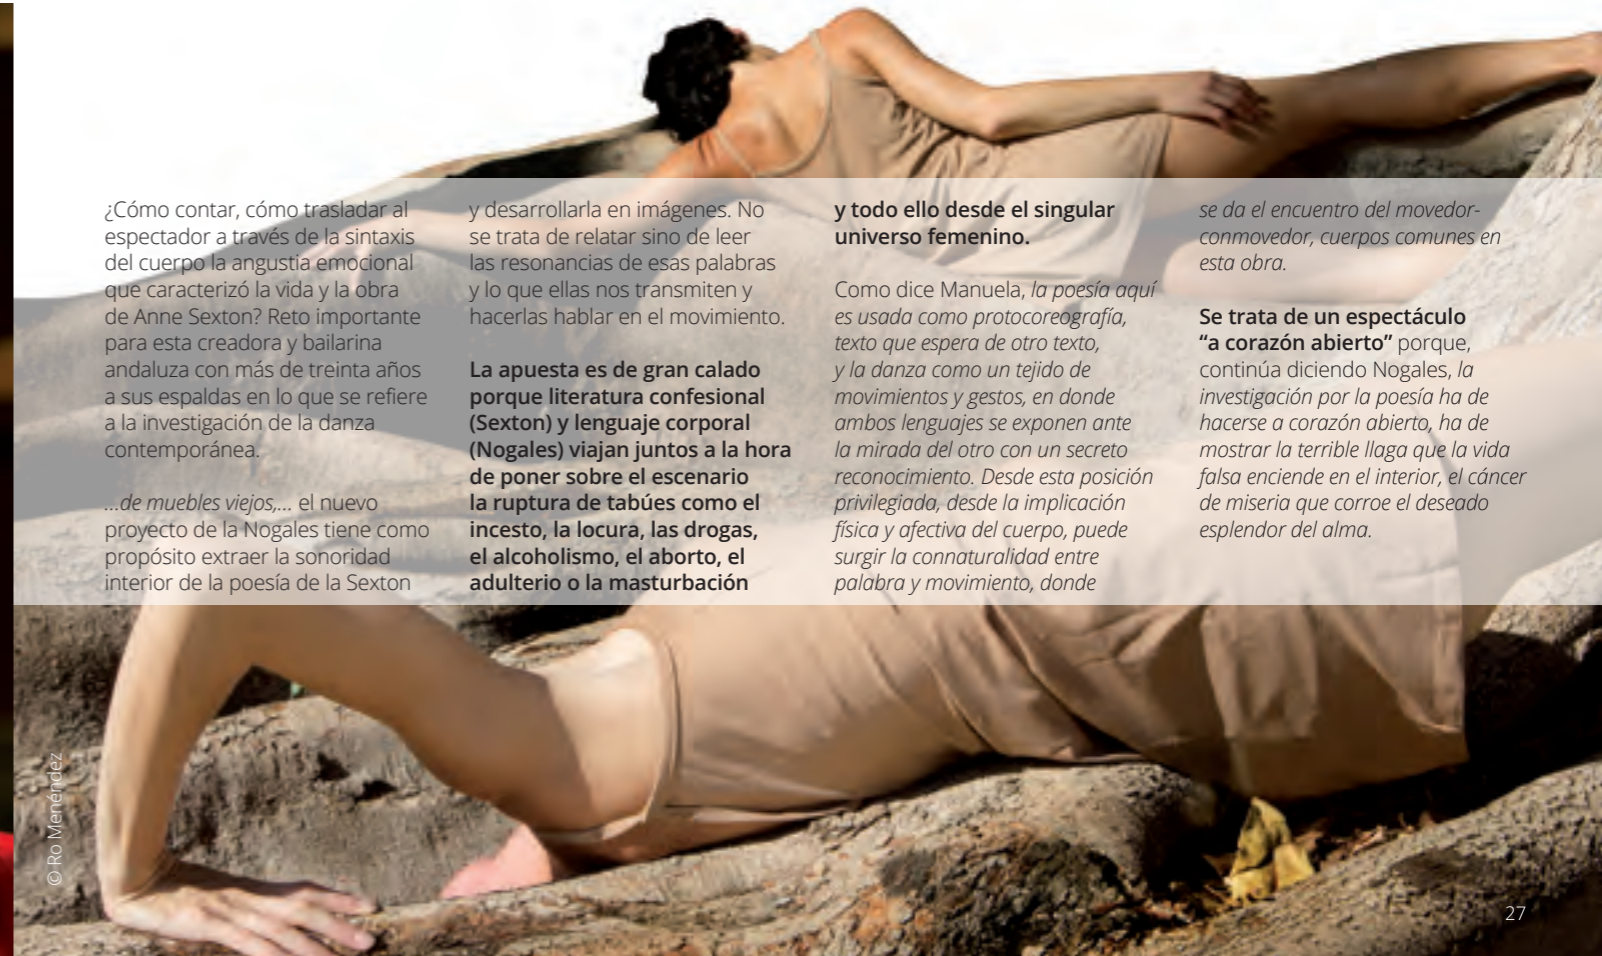 ¿Cómo contar, cómo trasladar al
espectador a través de la sintaxis
del cuerpo la angustia emocional
que caracterizó la vida y la obra
de Anne Sexton? Reto importante
para esta creadora y bailarina
andaluza con más de treinta años
a sus espaldas en lo que se refiere
a la investigación de la danza
contemporánea.
...de muebles viejos,... el nuevo
proyecto de la Nogales tiene como
propósito extraer la sonoridad
interior de la poesía de la Sexton
y desarrollarla en imágenes. No
se trata de relatar sino de leer
las resonancias de esas palabras
y lo que ellas nos transmiten y
hacerlas hablar en el movimiento.
La apuesta es de gran calado
porque literatura confesional
(Sexton) y lenguaje corporal
(Nogales) viajan juntos a la hora
de poner sobre el escenario
la ruptura de tabúes como el
incesto, la locura, las drogas,
el alcoholismo, el aborto, el
adulterio o la masturbación
y todo ello desde el singular
universo femenino.
Como dice Manuela, la poesía aquí
es usada como protocoreografía,
texto que espera de otro texto,
y la danza como un tejido de
movimientos y gestos, en donde
ambos lenguajes se exponen ante
la mirada del otro con un secreto
reconocimiento. Desde esta posición
privilegiada, desde la implicación
física y afectiva del cuerpo, puede
surgir la connaturalidad entre
palabra y movimiento, donde
se da el encuentro del movedor-
conmovedor, cuerpos comunes en
esta obra.
Se trata de un espectáculo
“a corazón abierto” porque,
continúa diciendo Nogales, la
investigación por la poesía ha de
hacerse a corazón abierto, ha de
mostrar la terrible llaga que la vida
falsa enciende en el interior, el cáncer
de miseria que corroe el deseado
esplendor del alma.
© Ro Menéndez
27